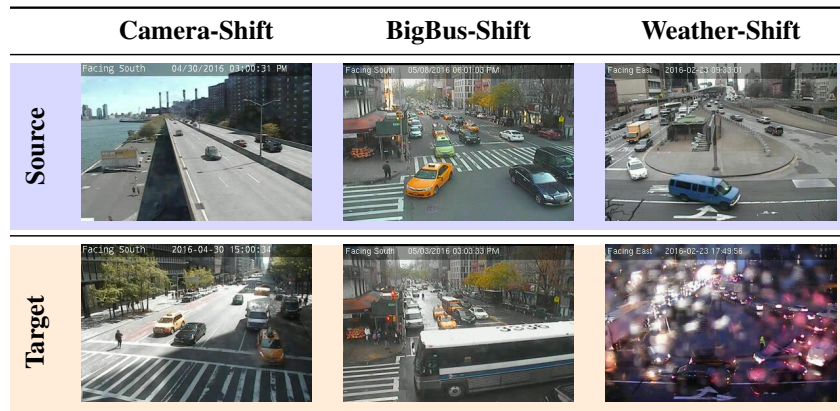 Camera-Shift BigBus-Shift Weather-Shift
Source
Facing South 04/30/2016 03:00:31 PM
Facing South 05/08/2016 06:01:03 PM
Facing East 2016-02-23 09:33:01
Target
Facing South 2016-04-30 15:00:34
Facing South 05/03/2016 03:03:33 PM
Facing East 2016-02-23 17:49:56
3336